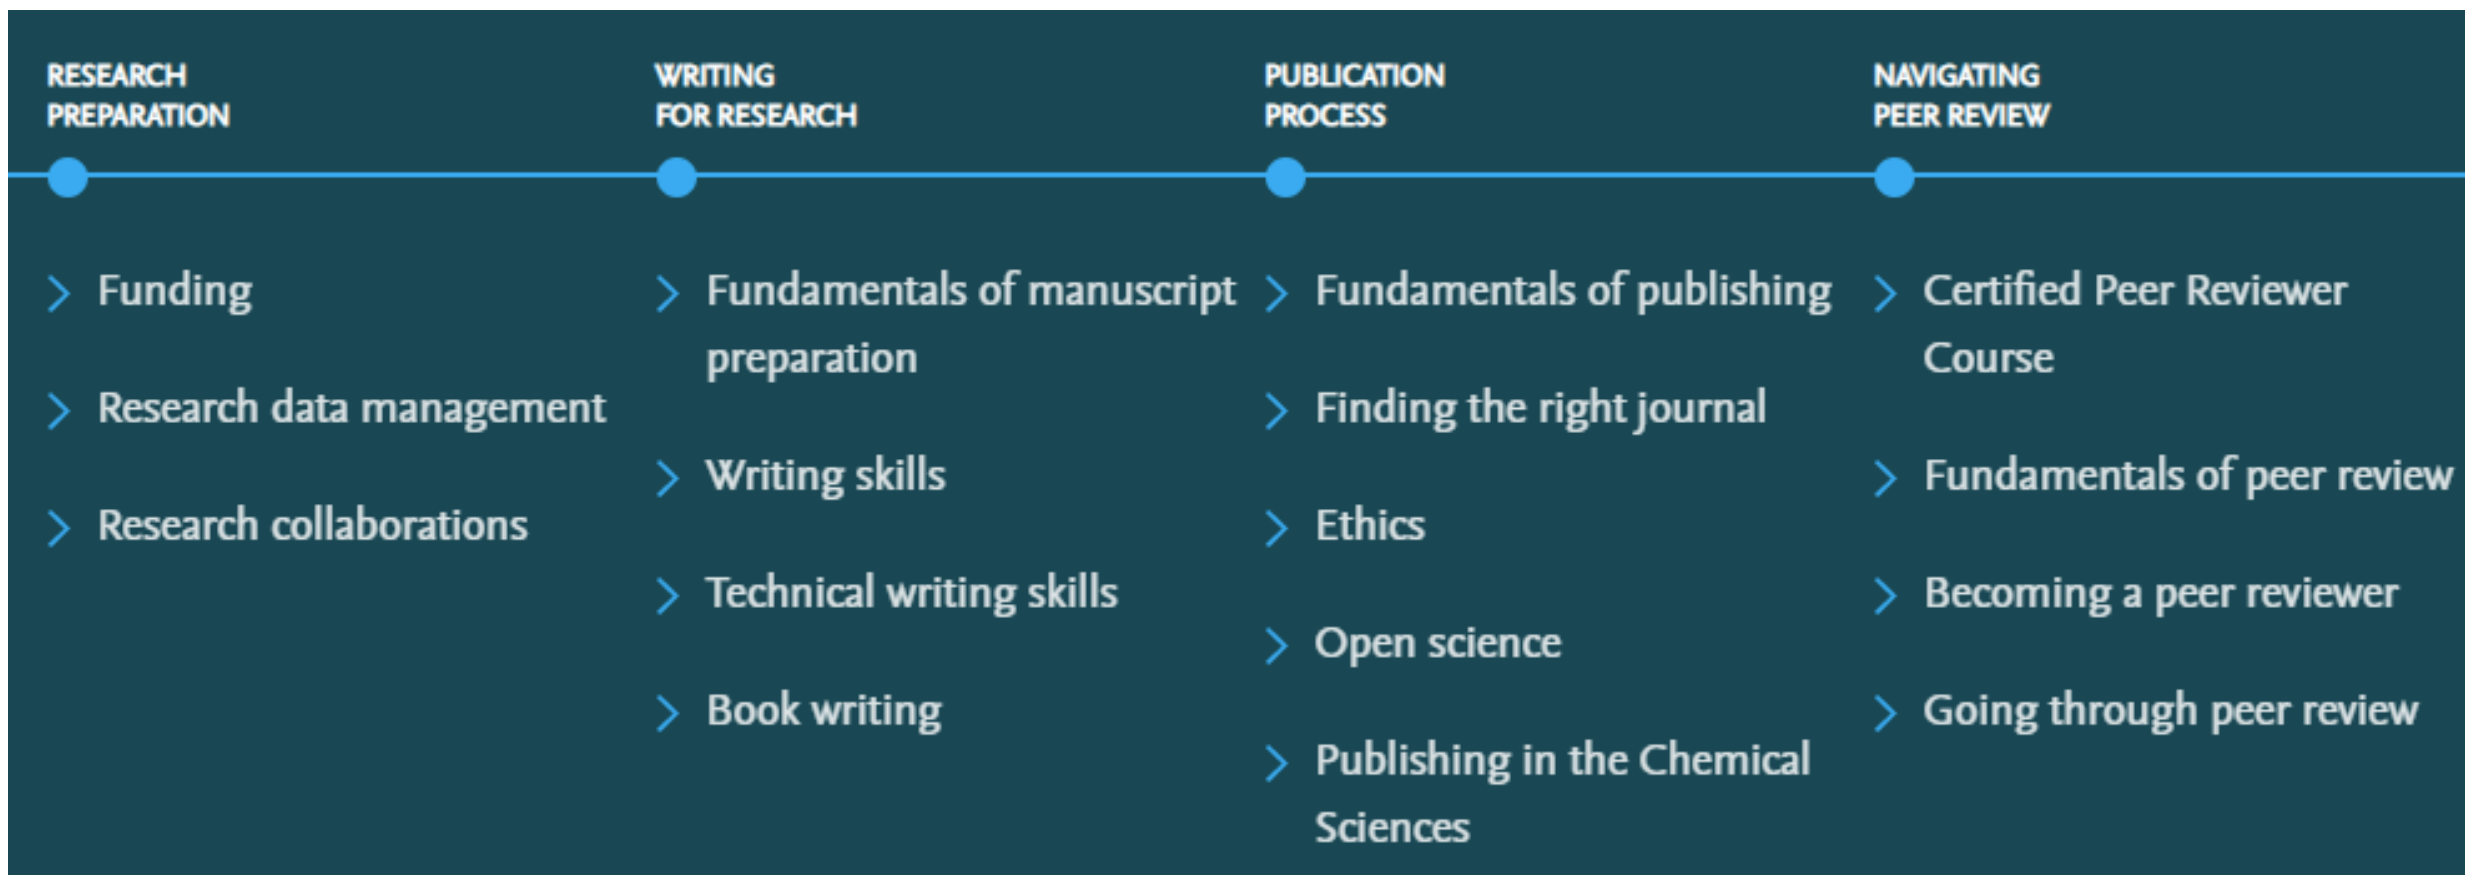 RESEARCH
PREPARATION
Funding
Research data management
Research collaborations
WRITING
FOR RESEARCH
Fundamentals of manuscript
preparation
Writing skills
Technical writing skills
Book writing
PUBLICATION
PROCESS
Fundamentals of publishing
Finding the right journal
Ethics
Open science
Publishing in the Chemical
Sciences
NAVIGATING
PEER REVIEW
Certified Peer Reviewer
Course
Fundamentals of peer review
Becoming a peer reviewer
Going through peer review